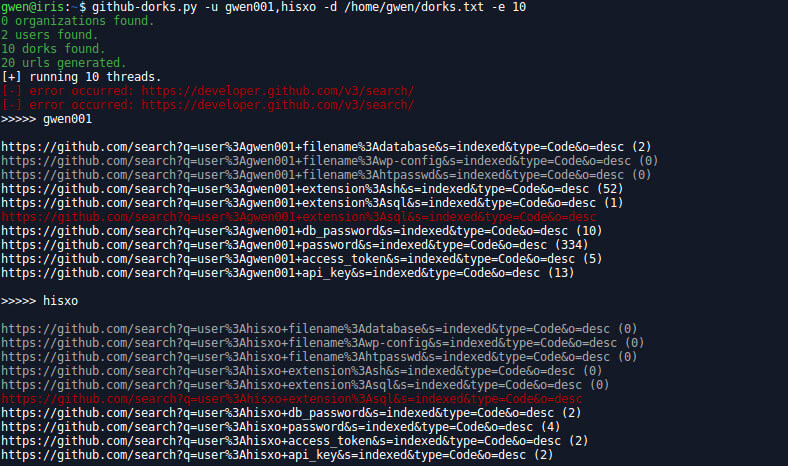 gwen@iris:~$ github-dorks.py -u gwen001,hisxo -d /home/gwen/dorks.txt -e 10
0 organizations found.
2 users found.
10 dorks found.
20 urls generated.
[+] running 10 threads.
[-] error occurred: https://developer.github.com/v3/search/
[-] error occurred: https://developer.github.com/v3/search/
>>>>> gwen001
https://github.com/search?q=user%3Agwen001+filename%3Adatabase&s=indexed&type=Code&o=desc (2)
https://github.com/search?q=user%3Agwen001+filename%3Awp-config&s=indexed&type=Code&o=desc (0)
https://github.com/search?q=user%3Agwen001+filename%3Ahtpasswd&s=indexed&type=Code&o=desc (0)
https://github.com/search?q=user%3Agwen001+extension%3Ash&s=indexed&type=Code&o=desc (52)
https://github.com/search?q=user%3Agwen001+extension%3Asql&s=indexed&type=Code&o=desc (1)
https://github.com/search?q=user%3Agwen001+extension%3Asql&s=indexed&type=Code&o=desc
https://github.com/search?q=user%3Agwen001+db_password&s=indexed&type=Code&o=desc (10)
https://github.com/search?q=user%3Agwen001+password&s=indexed&type=Code&o=desc (334)
https://github.com/search?q=user%3Agwen001+access_token&s=indexed&type=Code&o=desc (5)
https://github.com/search?q=user%3Agwen001+api_key&s=indexed&type=Code&o=desc (13)
>>>>> hisxo
https://github.com/search?q=user%3Ahisxo+filename%3Adatabase&s=indexed&type=Code&o=desc (0)
https://github.com/search?q=user%3Ahisxo+filename%3Awp-config&s=indexed&type=Code&o=desc (0)
https://github.com/search?q=user%3Ahisxo+filename%3Ahtpasswd&s=indexed&type=Code&o=desc (0)
https://github.com/search?q=user%3Ahisxo+extension%3Ash&s=indexed&type=Code&o=desc (0)
https://github.com/search?q=user%3Ahisxo+extension%3Asql&s=indexed&type=Code&o=desc (0)
https://github.com/search?q=user%3Ahisxo+extension%3Asql&s=indexed&type=Code&o=desc
https://github.com/search?q=user%3Ahisxo+db_password&s=indexed&type=Code&o=desc (2)
https://github.com/search?q=user%3Ahisxo+password&s=indexed&type=Code&o=desc (4)
https://github.com/search?q=user%3Ahisxo+access_token&s=indexed&type=Code&o=desc (2)
https://github.com/search?q=user%3Ahisxo+api_key&s=indexed&type=Code&o=desc (2)